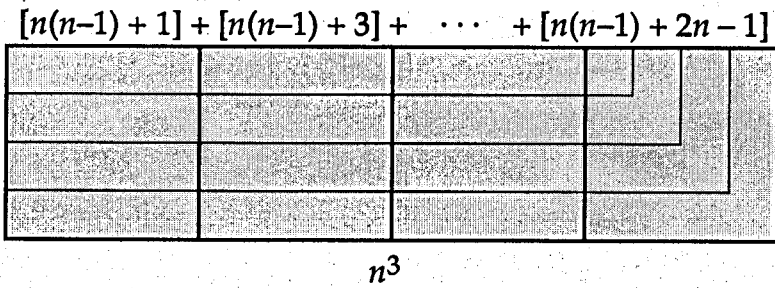 [n(n–1) + 1] + [n(n–1) + 3] + ··· + [n(n–1) + 2n – 1]
n³